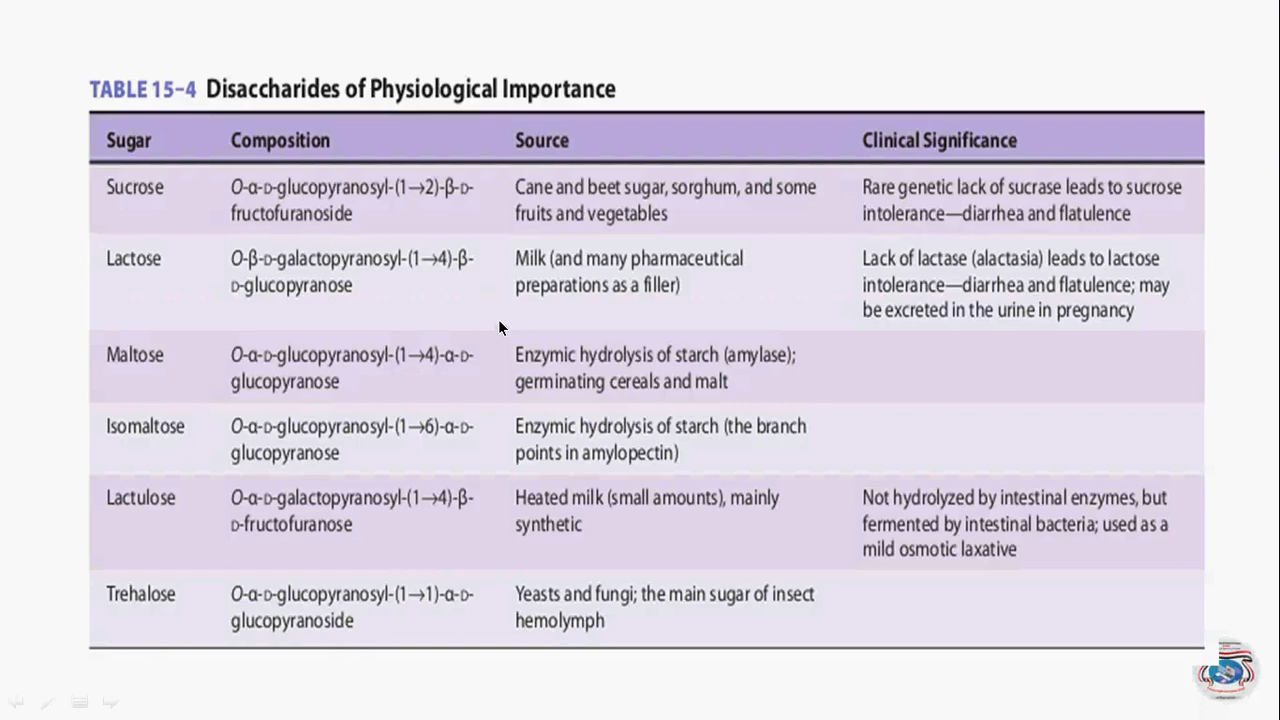 TABLE 15–4 Disaccharides of Physiological Importance
Sugar Composition Source Clinical Significance
Sucrose O-α-D-glucopyranosyl-(1→2)-β-D- Cane and beet sugar, sorghum, and some Rare genetic lack of sucrase leads to sucrose
fructofuranoside fruits and vegetables intolerance—diarrhea and flatulence
Lactose O-β-D-galactopyranosyl-(1→4)-β- Milk (and many pharmaceutical Lack of lactase (alactasia) leads to lactose
D-glucopyranose preparations as a filler) intolerance—diarrhea and flatulence; may
be excreted in the urine in pregnancy
Maltose O-α-D-glucopyranosyl-(1→4)-α-D- Enzymic hydrolysis of starch (amylase);
glucopyranose germinating cereals and malt
Isomaltose O-α-D-glucopyranosyl-(1→6)-α-D- Enzymic hydrolysis of starch (the branch
glucopyranose points in amylopectin)
Lactulose O-α-D-galactopyranosyl-(1→4)-β- Heated milk (small amounts), mainly Not hydrolyzed by intestinal enzymes, but
D-fructofuranose synthetic fermented by intestinal bacteria; used as a
mild osmotic laxative
Trehalose O-α-D-glucopyranosyl-(1→1)-α-D- Yeasts and fungi; the main sugar of insect
glucopyranoside hemolymph